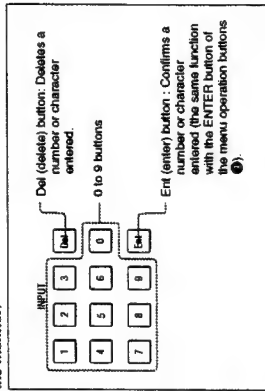 INPUT
1 2 3 Del
4 5 6 0
7 8 9 Ent
Del (delete) button: Deletes a
number or character
entered.
0 to 9 buttons
Ent (enter) button : Confirms a
number or character
entered (the same function
with the ENTER button of
the menu operation buttons